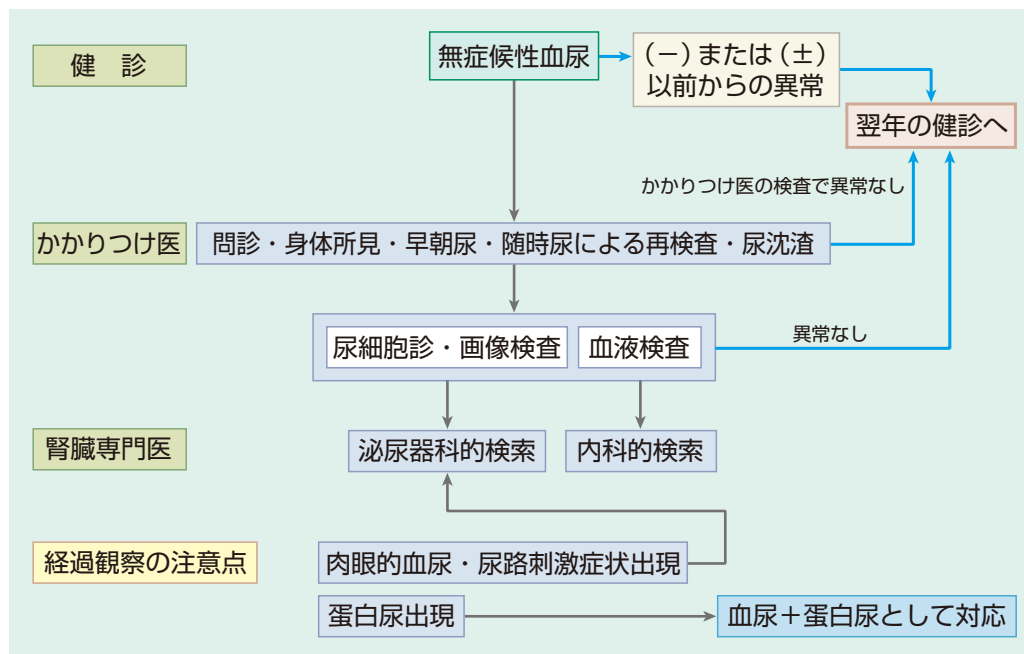 健　診
無症候性血尿
（－）または（±）
以前からの異常
翌年の健診へ
かかりつけ医の検査で異常なし
かかりつけ医
問診・身体所見・早朝尿・随時尿による再検査・尿沈渣
異常なし
尿細胞診・画像検査
血液検査
腎臓専門医
泌尿器科的検索
内科的検索
経過観察の注意点
肉眼的血尿・尿路刺激症状出現
蛋白尿出現
血尿＋蛋白尿として対応